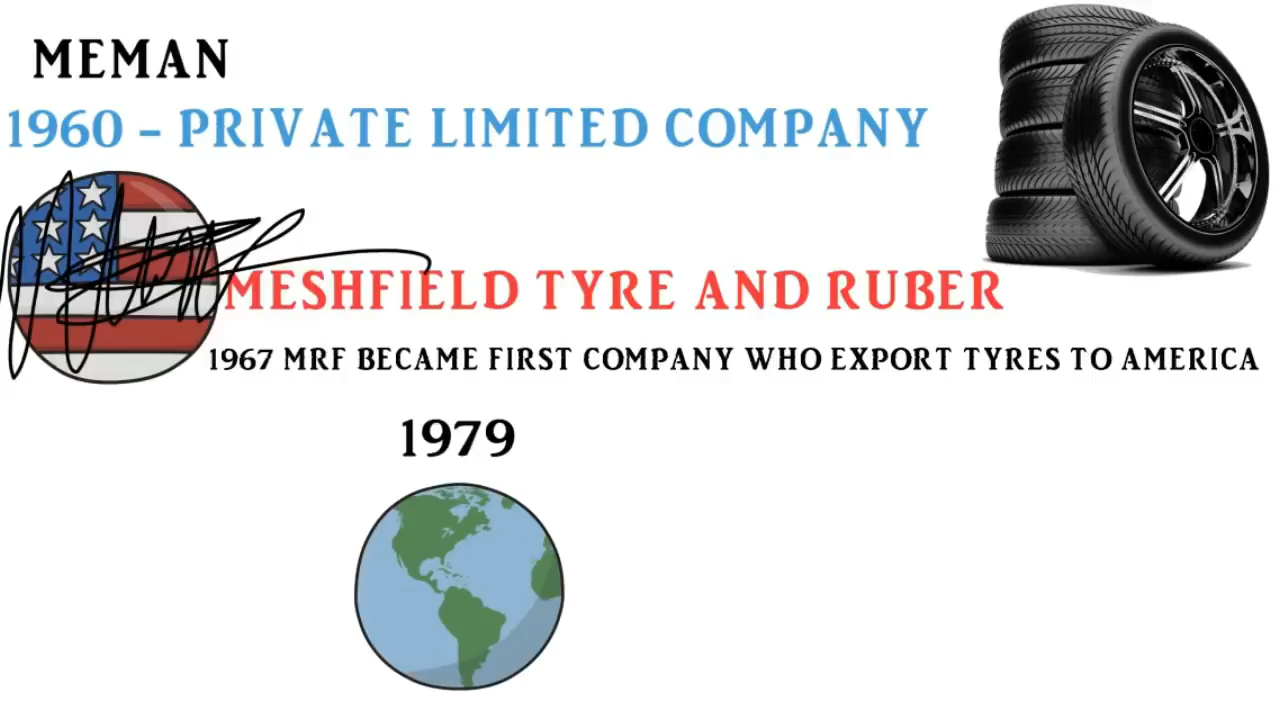 MEMAN
1960 - PRIVATE LIMITED COMPANY
MESHFIELD TYRE AND RUBER
1967 MRF BECAME FIRST COMPANY WHO EXPORT TYRES TO AMERICA
1979